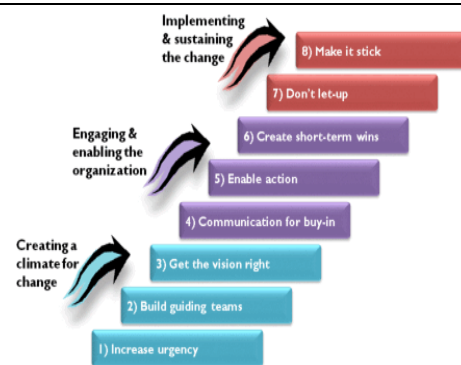 Implementing
& sustaining
the change
8) Make it stick
7) Don't let-up
Engaging &
enabling the
organization
6) Create short-term wins
5) Enable action
4) Communication for buy-in
Creating a
climate for
change
3) Get the vision right
2) Build guiding teams
1) Increase urgency